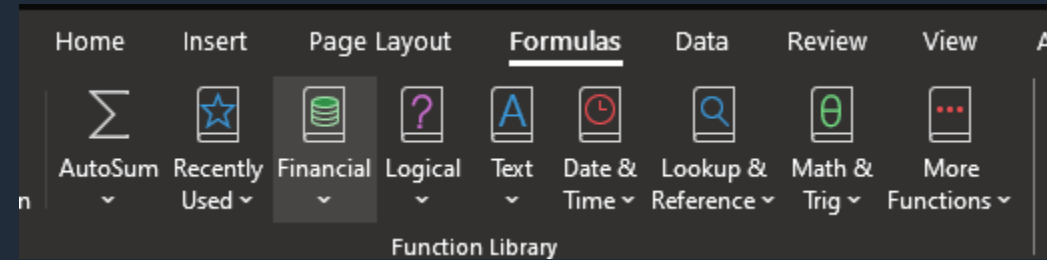 Home Insert Page Layout Formulas Data Review View
AutoSum Recently Used Financial Logical Text Date & Time Lookup & Reference Math & Trig More Functions
Function Library